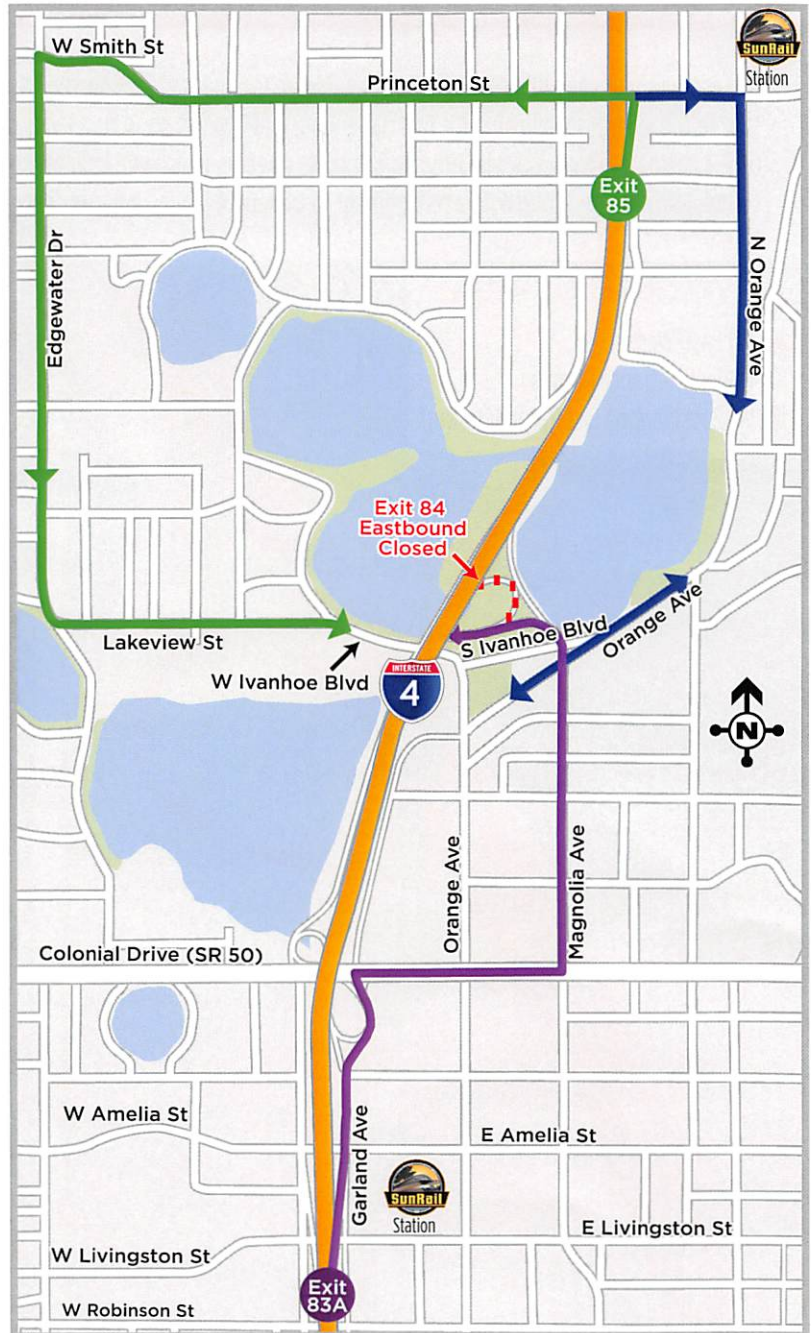 W Smith St
Princeton St
SunRail
Station
Exit
85
Edgewater Dr
N Orange Ave
Exit 84
Eastbound
Closed
Lakeview St
W Ivanhoe Blvd
S Ivanhoe Blvd
Orange Ave
INTERSTATE
4
N
Orange Ave
Magnolia Ave
Colonial Drive (SR 50)
W Amelia St
E Amelia St
Garland Ave
SunRail
Station
E Livingston St
W Livingston St
Exit
83A
W Robinson St